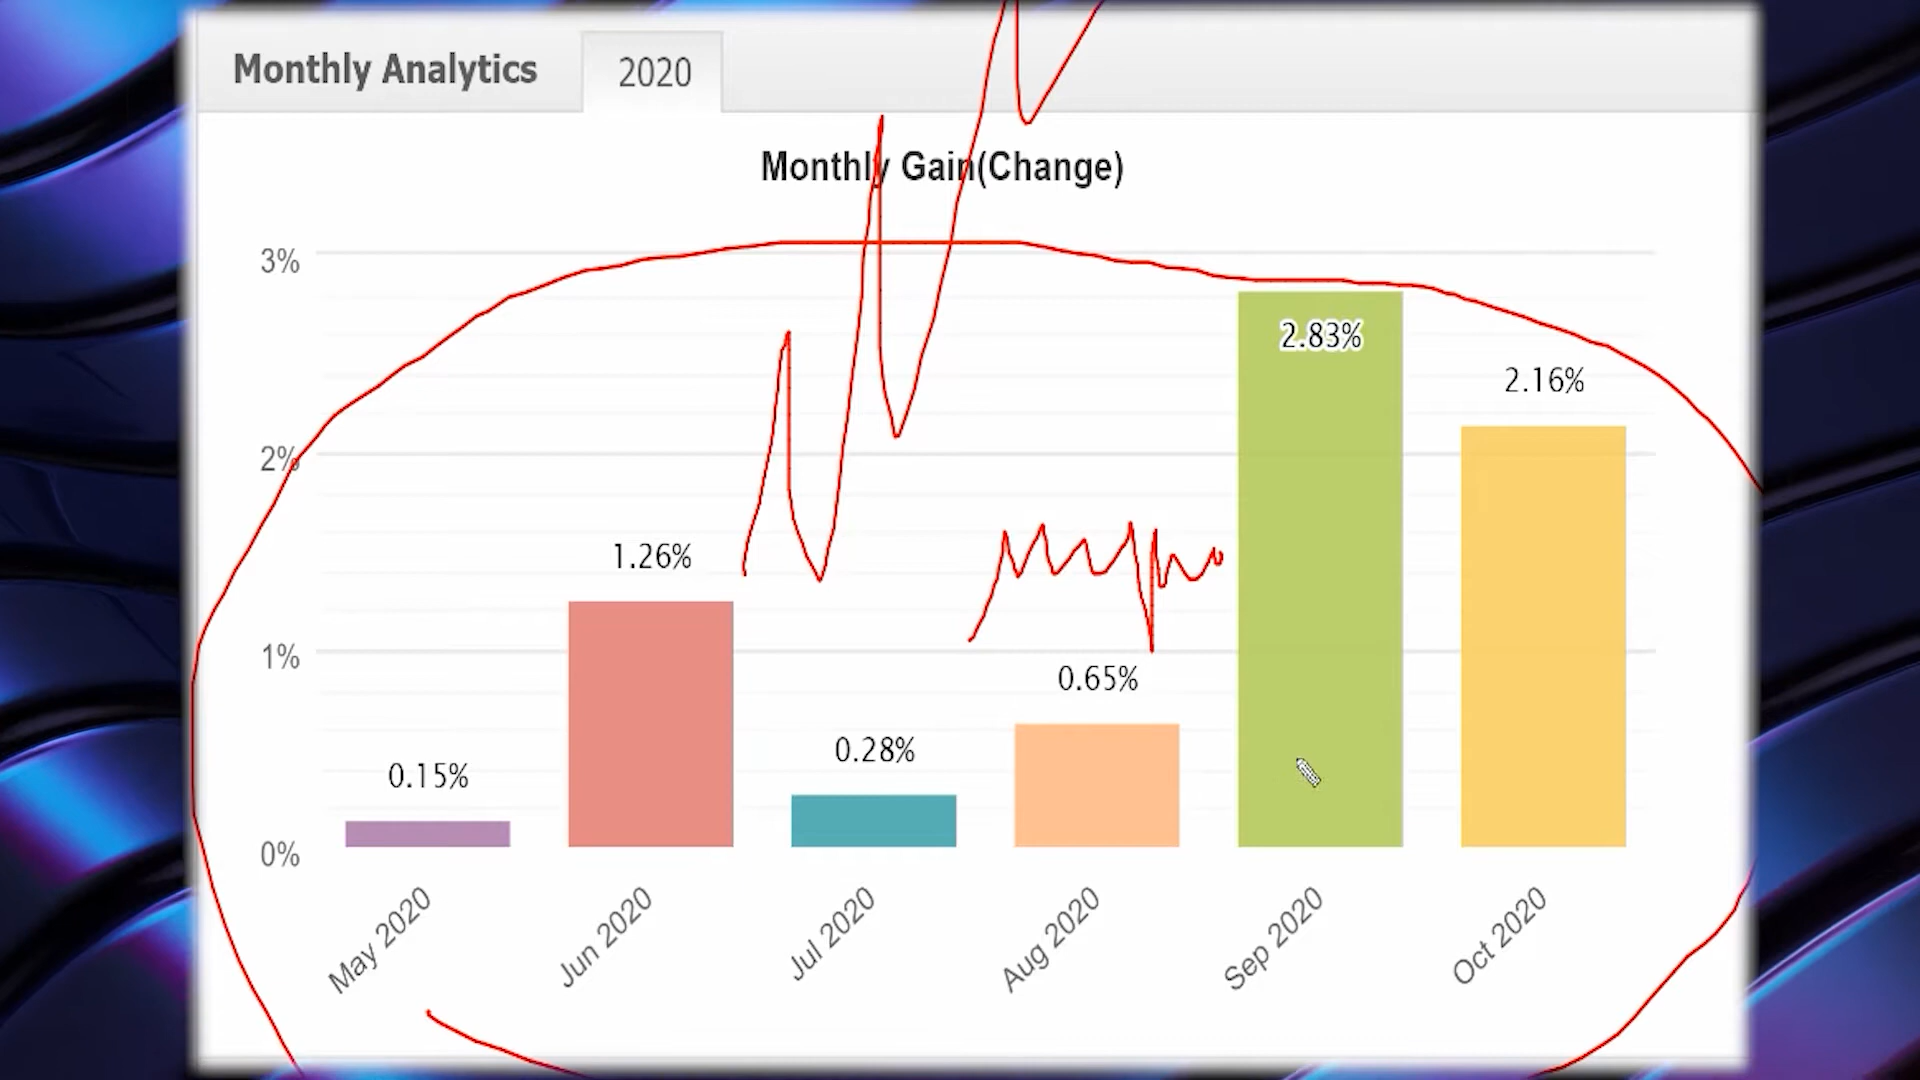 Monthly Analytics 2020
Monthly Gain(Change)
3%
2%
1%
0%
0.15%
1.26%
0.28%
0.65%
2.83%
2.16%
May 2020
Jun 2020
Jul 2020
Aug 2020
Sep 2020
Oct 2020